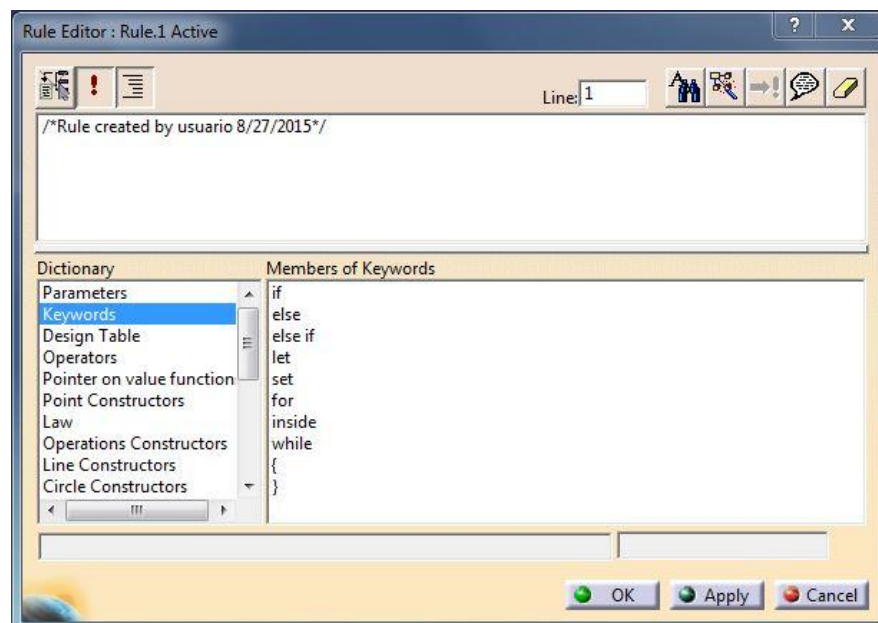 Rule Editor : Rule.1 Active
? X
Line: 1
/*Rule created by usuario 8/27/2015*/
Dictionary
Members of Keywords
Parameters
Keywords
Design Table
Operators
Pointer on value function
Point Constructors
Law
Operations Constructors
Line Constructors
Circle Constructors
if
else
else if
let
set
for
inside
while
{
}
OK
Apply
Cancel